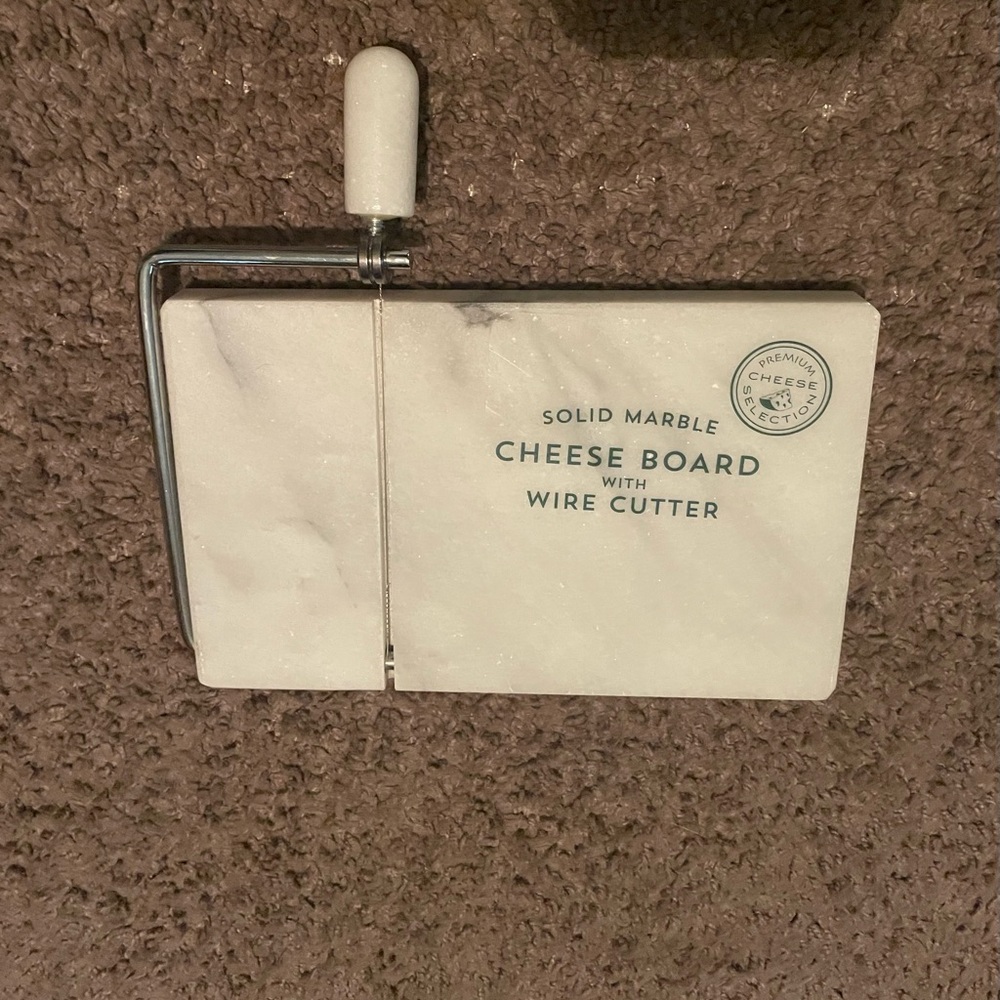 PREMIUM
CHEESE
SELECTION
SOLID MARBLE
CHEESE BOARD
WITH
WIRE CUTTER